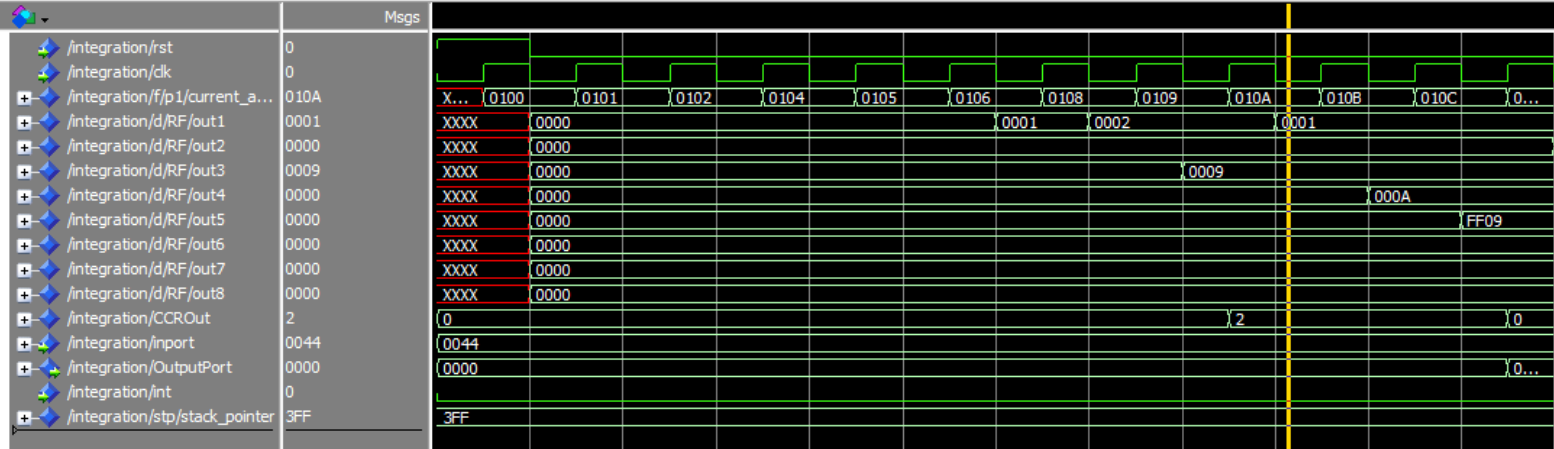 Msgs
/integration/rst 0
/integration/clk 0
/integration/f/p1/current_a... 010A X... 0100 0101 0102 0104 0105 0106 0108 0109 010A 010B 010C 0...
/integration/d/RF/out1 0001 XXXX 0000 0001 0002 0001
/integration/d/RF/out2 0000 XXXX 0000
/integration/d/RF/out3 0009 XXXX 0000 0009
/integration/d/RF/out4 0000 XXXX 0000 000A
/integration/d/RF/out5 0000 XXXX 0000 FF09
/integration/d/RF/out6 0000 XXXX 0000
/integration/d/RF/out7 0000 XXXX 0000
/integration/d/RF/out8 0000 XXXX 0000
/integration/CCROut 2 0 2 0
/integration/inport 0044 0044
/integration/OutputPort 0000 0000 0...
/integration/int 0
/integration/stp/stack_pointer 3FF 3FF